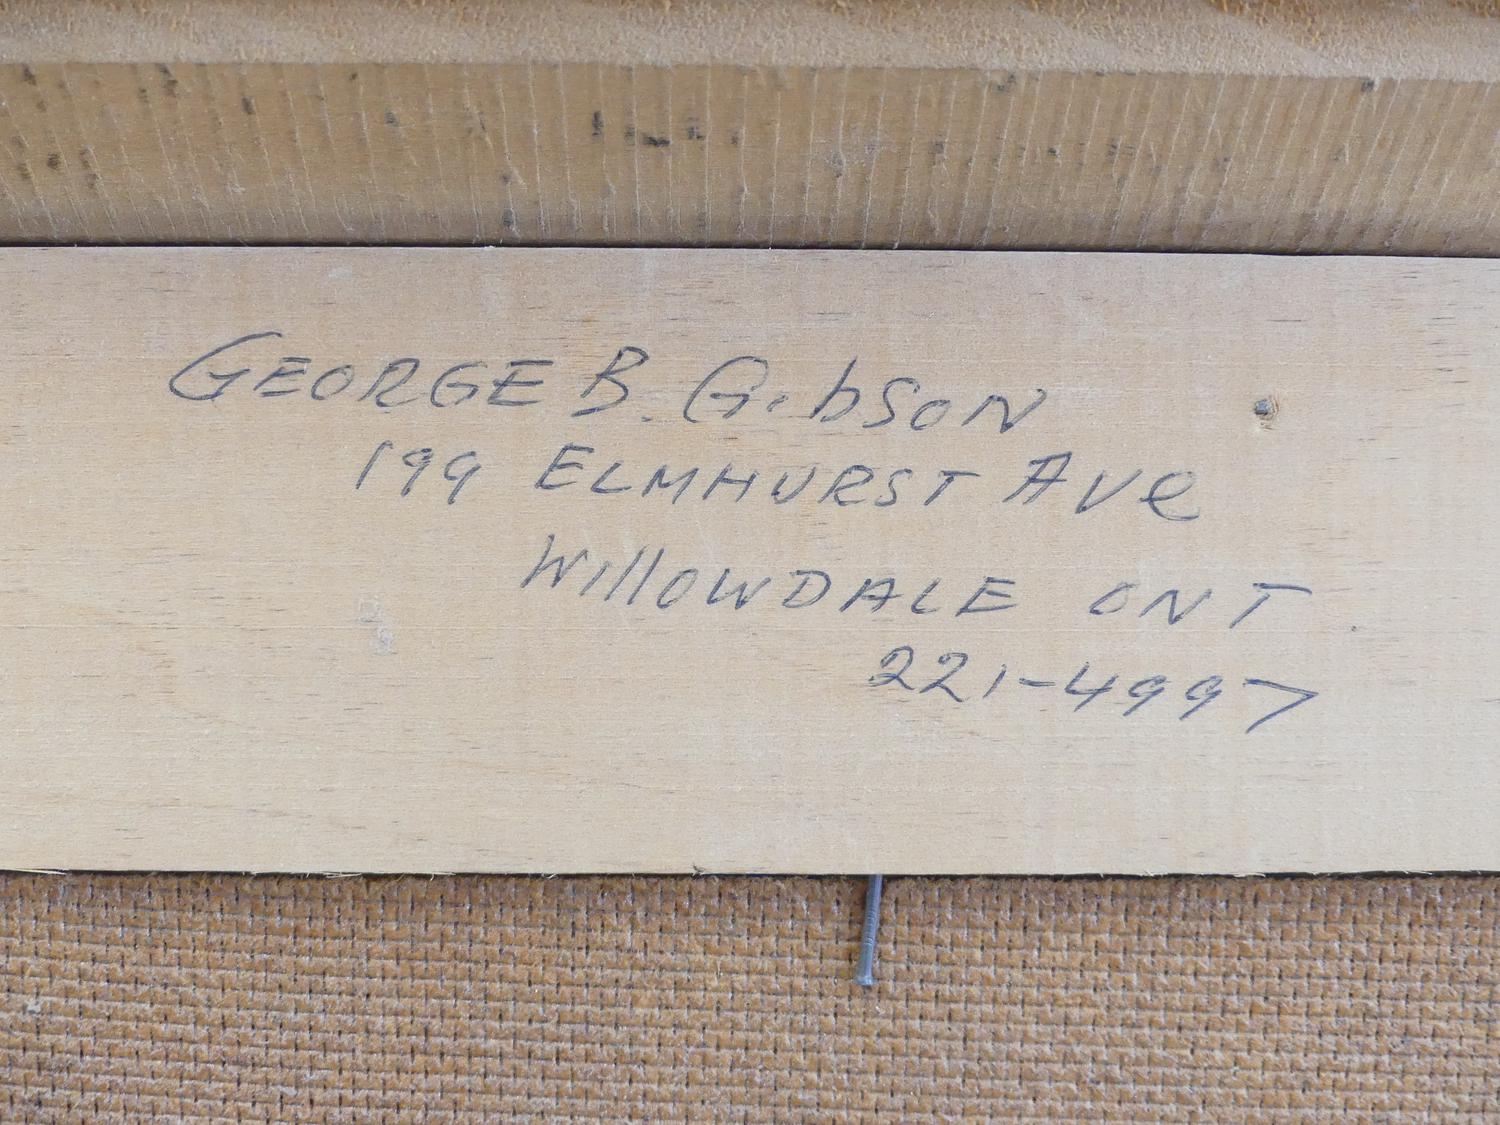 GEORGE B. GibSON
199 ELMHURST AVe
WillOWDALE ONT
221-4997